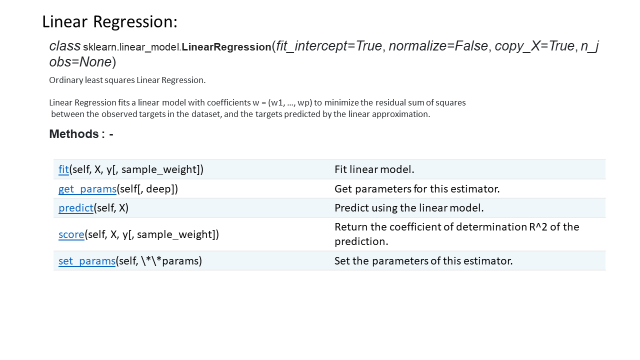 Linear Regression:
class sklearn.linear_model.LinearRegression(fit_intercept=True, normalize=False, copy_X=True, n_j
obs=None)
Ordinary least squares Linear Regression.
Linear Regression fits a linear model with coefficients w = (w1, ..., wp) to minimize the residual sum of squares
between the observed targets in the dataset, and the targets predicted by the linear approximation.
Methods : -
fit(self, X, y[, sample_weight]) Fit linear model.
get_params(self[, deep]) Get parameters for this estimator.
predict(self, X) Predict using the linear model.
score(self, X, y[, sample_weight]) Return the coefficient of determination R^2 of the
prediction.
set_params(self, \*\*params) Set the parameters of this estimator.